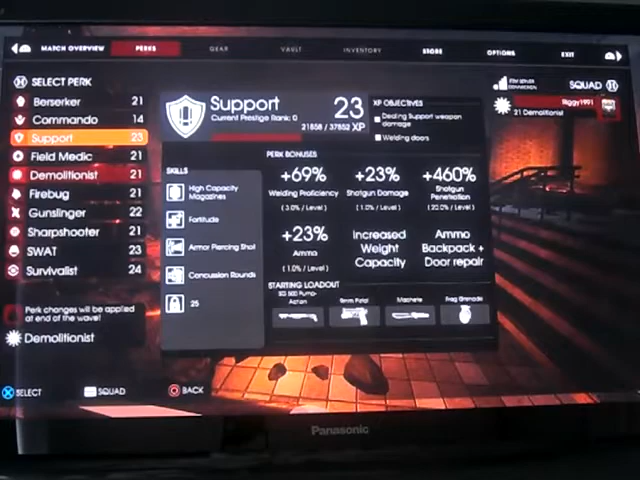 MATCH OVERVIEW PERKS GEAR VAULT INVENTORY STORE OPTIONS EXIT
SELECT PERK
SQUAD
Berserker 21
Commando 14
Support 23
Field Medic 21
Demolitionist 21
Firebug 21
Gunslinger 22
Sharpshooter 21
SWAT 23
Survivalist 24
Perk changes will be applied
at end of the wave!
Demolitionist
SELECT SQUAD BACK
Support 23
Current Prestige Rank: 0
21858 / 37852 XP
XP OBJECTIVES
Dealing Support weapon
damage
Welding doors
Riggy1991
21 Demolitionist
SKILLS
High Capacity
Magazines
Fortitude
Armor Piercing Shot
Concussion Rounds
25
PERK BONUSES
+69% +23% +460%
Welding Proficiency Shotgun Damage Shotgun
Penetration
(3.0% / Level) (1.0% / Level) (20.0% / Level)
+23%
Ammo
(1.0% / Level)
Increased
Weight
Capacity
Ammo
Backpack +
Door repair
STARTING LOADOUT
SG 500 Pump-
Action
9mm Pistol
Machete
Frag Grenade
Panasonic